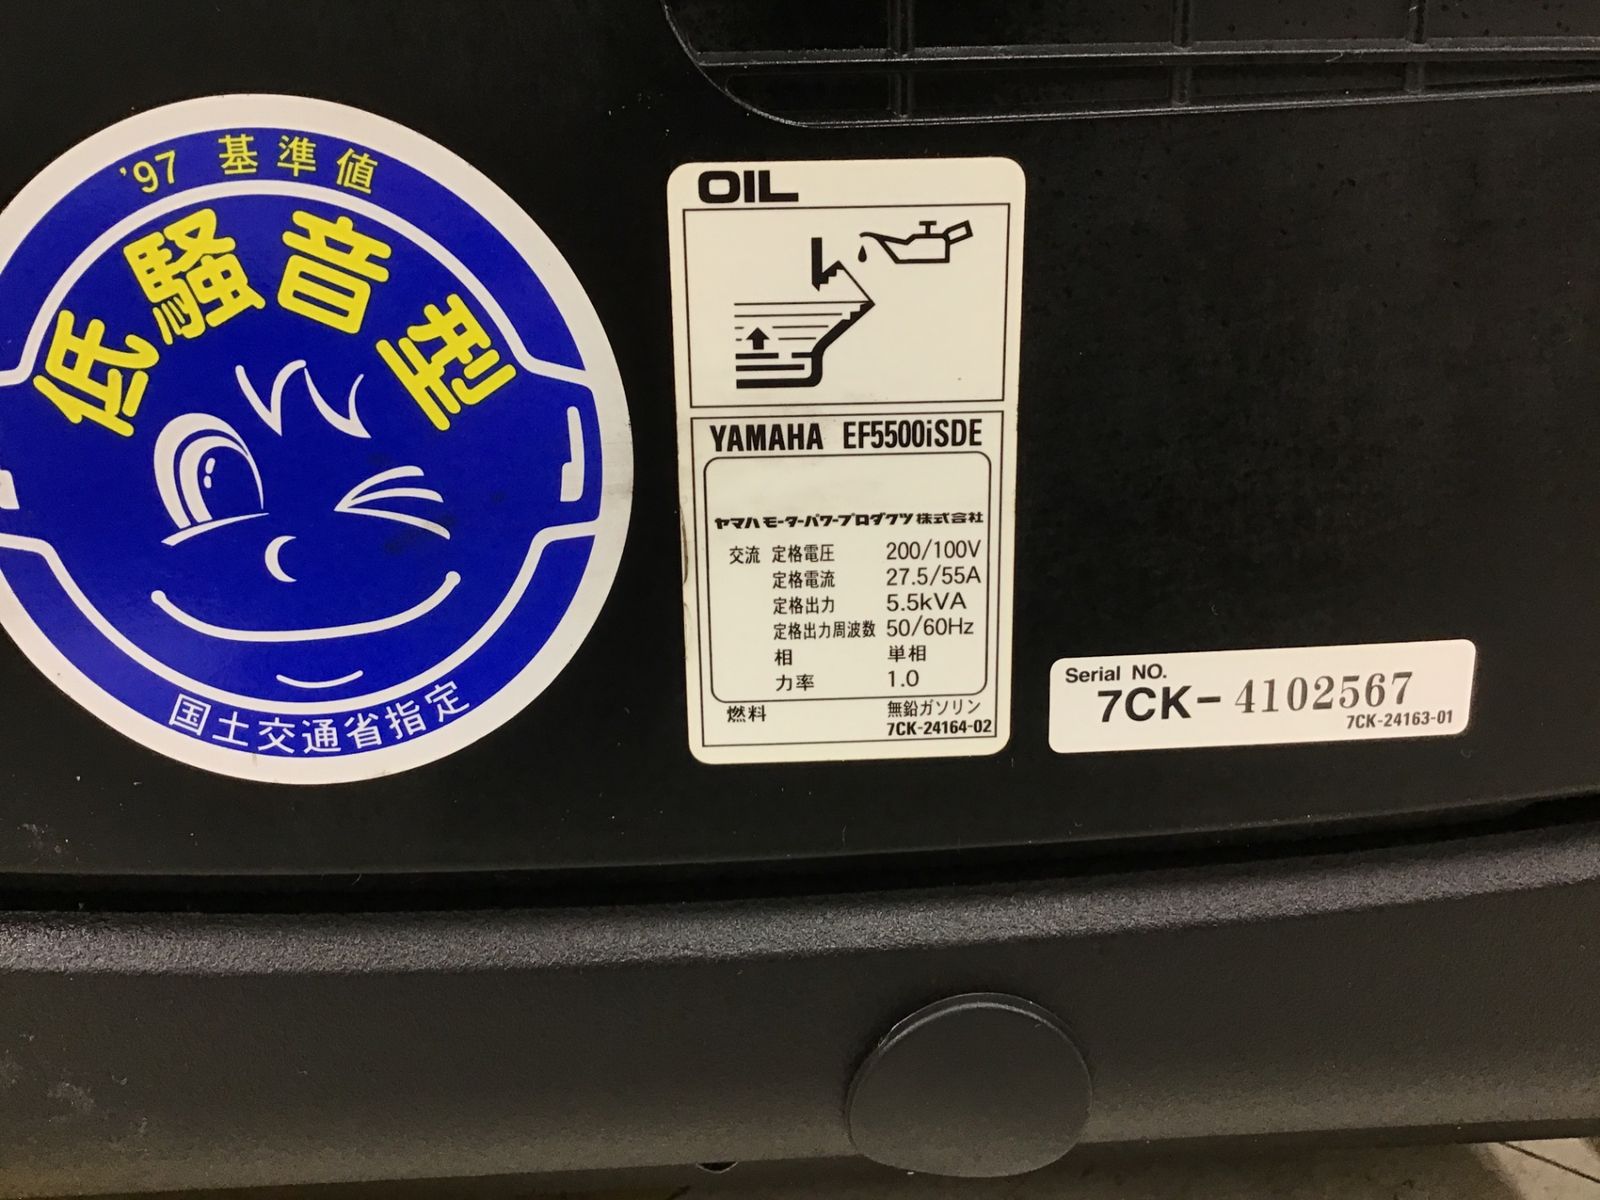 '97 基準値
低騒音型
国土交通省指定
OIL
YAMAHA EF5500iSDE
ヤマハモーターパワープロダクツ株式会社
交流 定格電圧 200/100V
定格電流 27.5/55A
定格出力 5.5kVA
定格出力周波数 50/60Hz
相 単相
力率 1.0
燃料 無鉛ガソリン
7CK-24164-02
Serial NO.
7CK-4102567
7CK-24163-01